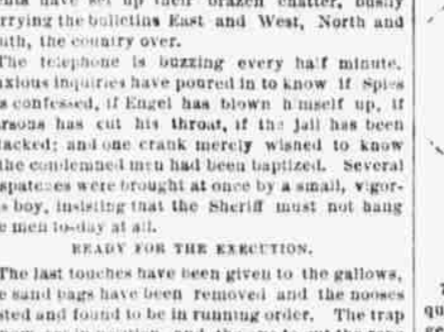 have set up their brazen chatter, busily
rrying the bulletins East and West, North and
uth, the country over.
The telephone is buzzing every half minute.
nxious inquiries have poured in to know if Spies
s confessed, if Engel has blown h mself up, if
arsons has cut his throat, if the jail has been
tacked; and one crank merely wished to know
the condemned men had been baptized. Several
spatches were brought at once by a small, vigor-
s boy, insisting that the Sheriff must not hang
e men to-day at all.
READY FOR THE EXECUTION.
The last touches have been given to the gallows,
e sand bags have been removed and the nooses
sted and found to be in running order. The trap